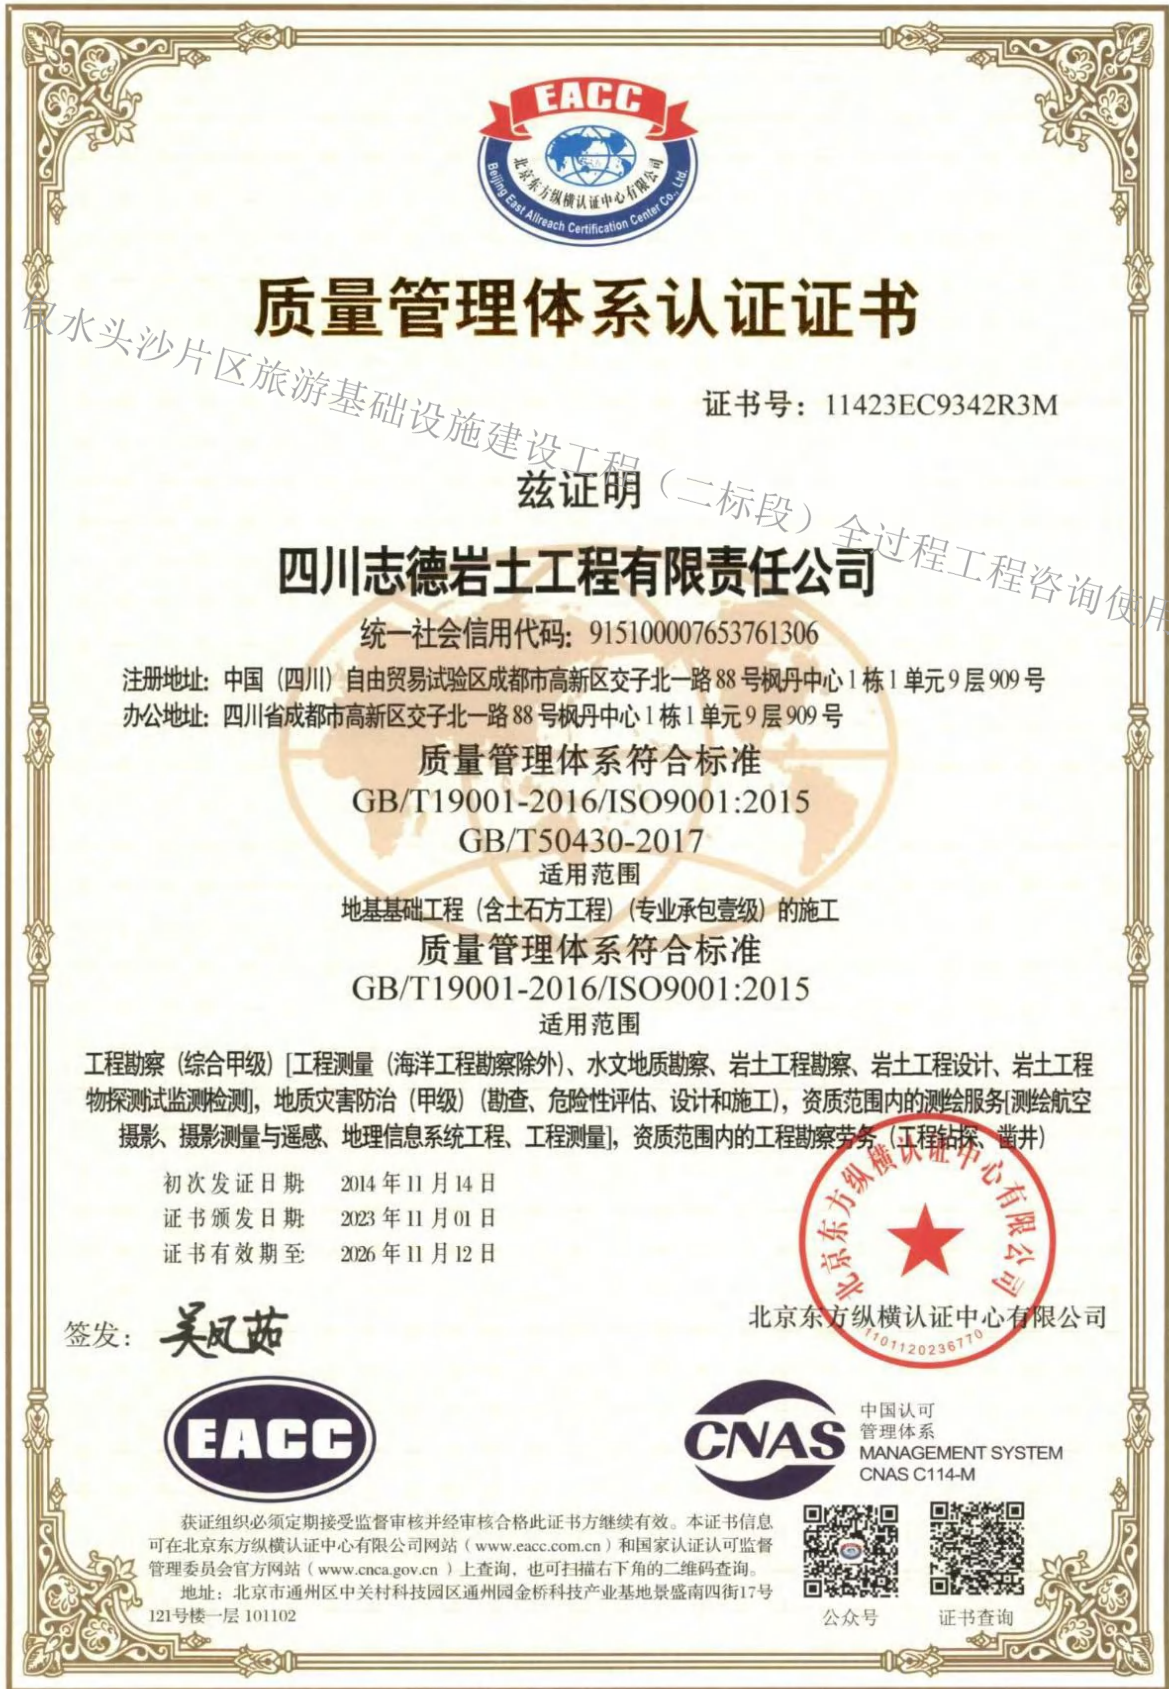 EACC
北京东方纵横认证中心有限公司
Beijing East Allreach Certification Center Co., Ltd.
质量管理体系认证证书
仅水头沙片区旅游基础设施建设工程（二标段）全过程工程咨询使用
证书号：11423EC9342R3M
兹证明
四川志德岩土工程有限责任公司
统一社会信用代码：915100007653761306
注册地址：中国（四川）自由贸易试验区成都市高新区交子北一路88号枫丹中心1栋1单元9层909号
办公地址：四川省成都市高新区交子北一路88号枫丹中心1栋1单元9层909号
质量管理体系符合标准
GB/T19001-2016/ISO9001:2015
GB/T50430-2017
适用范围
地基基础工程（含土石方工程）（专业承包壹级）的施工
质量管理体系符合标准
GB/T19001-2016/ISO9001:2015
适用范围
工程勘察（综合甲级）[工程测量（海洋工程勘察除外）、水文地质勘察、岩土工程勘察、岩土工程设计、岩土工程
物探测试监测检测]，地质灾害防治（甲级）（勘查、危险性评估、设计和施工），资质范围内的测绘服务[测绘航空
摄影、摄影测量与遥感、地理信息系统工程、工程测量]，资质范围内的工程勘察劳务（工程钻探、凿井）
初次发证日期 2014年11月14日
证书颁发日期 2023年11月01日
证书有效期至 2026年11月12日
北京东方纵横认证中心有限公司
1101120236770
签发：吴凤茹
北京东方纵横认证中心有限公司
EACC
CNAS
中国认可
管理体系
MANAGEMENT SYSTEM
CNAS C114-M
获证组织必须定期接受监督审核并经审核合格此证书方继续有效。本证书信息
可在北京东方纵横认证中心有限公司网站（www.eacc.com.cn）和国家认证认可监督
管理委员会官方网站（www.cnca.gov.cn）上查询，也可扫描右下角的二维码查询。
地址：北京市通州区中关村科技园区通州园金桥科技产业基地景盛南四街17号
121号楼一层 101102
公众号
证书查询